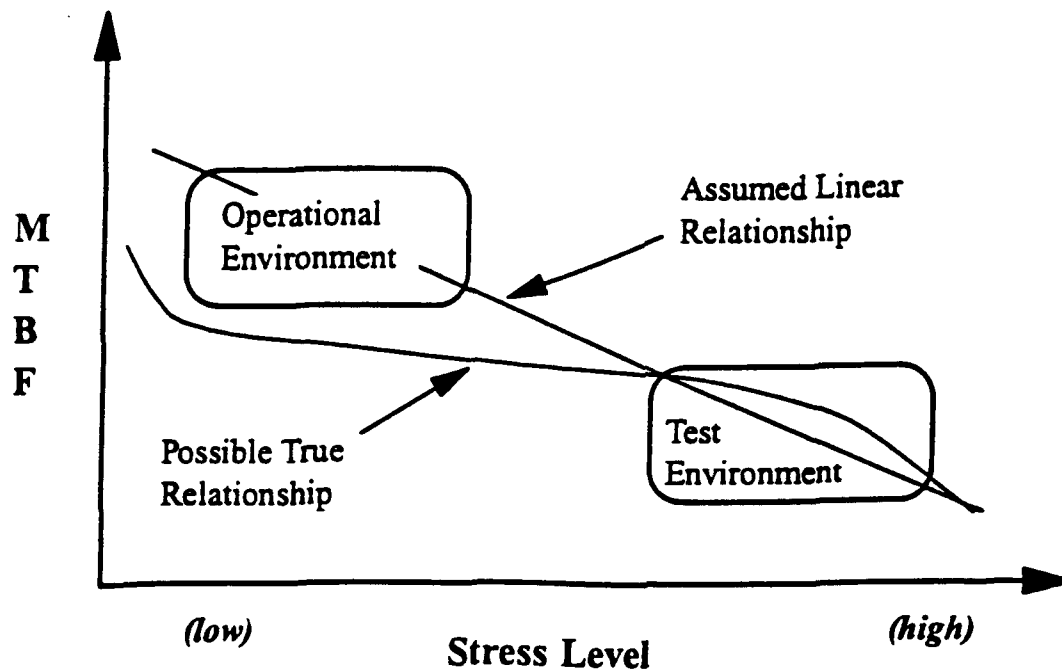 M
T
B
F
Operational
Environment
Assumed Linear
Relationship
Possible True
Relationship
Test
Environment
(low)
(high)
Stress Level